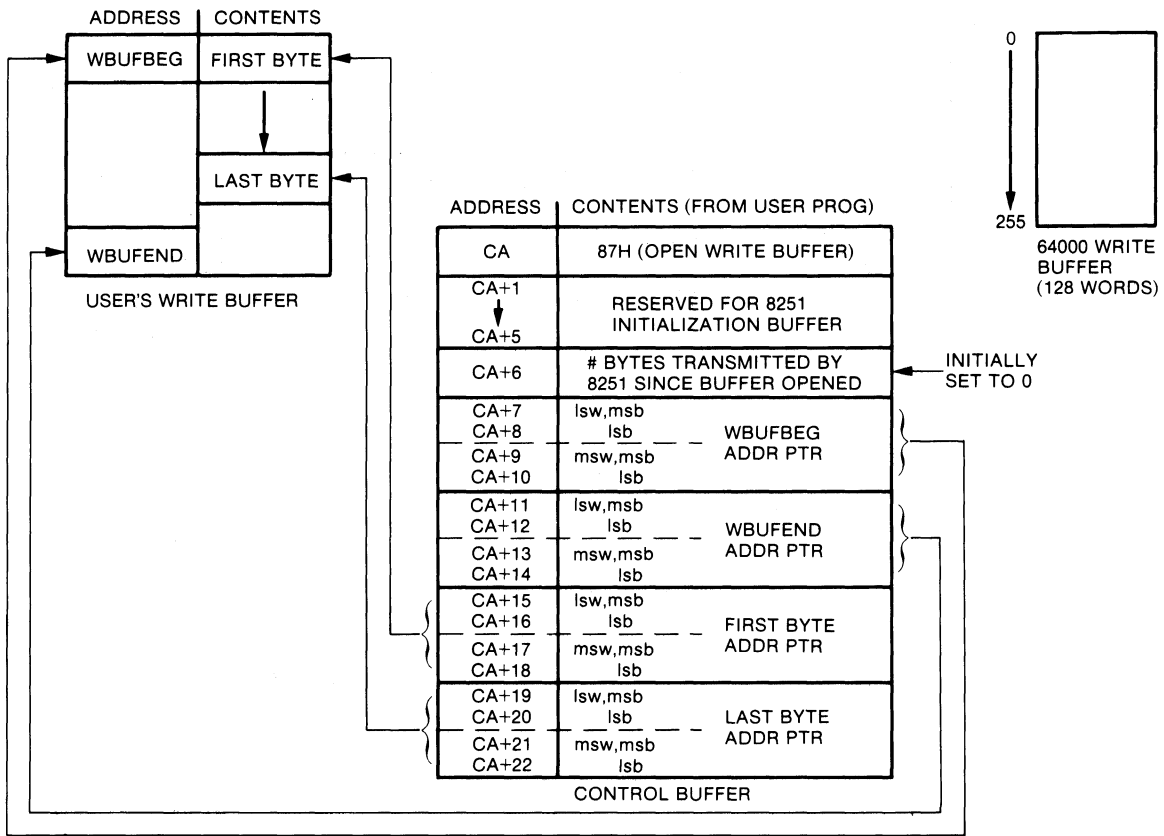 ADDRESS CONTENTS
WBUFBEG FIRST BYTE
LAST BYTE
WBUFEND
USER'S WRITE BUFFER
0
255
64000 WRITE
BUFFER
(128 WORDS)
ADDRESS CONTENTS (FROM USER PROG)
CA 87H (OPEN WRITE BUFFER)
CA+1
RESERVED FOR 8251
INITIALIZATION BUFFER
CA+5
CA+6 # BYTES TRANSMITTED BY
8251 SINCE BUFFER OPENED
INITIALLY
SET TO 0
CA+7 lsw,msb
CA+8 lsb WBUFBEG
CA+9 msw,msb ADDR PTR
CA+10 lsb
CA+11 lsw,msb
CA+12 lsb WBUFEND
CA+13 msw,msb ADDR PTR
CA+14 lsb
CA+15 lsw,msb
CA+16 lsb FIRST BYTE
CA+17 msw,msb ADDR PTR
CA+18 lsb
CA+19 lsw,msb
CA+20 lsb LAST BYTE
CA+21 msw,msb ADDR PTR
CA+22 lsb
CONTROL BUFFER